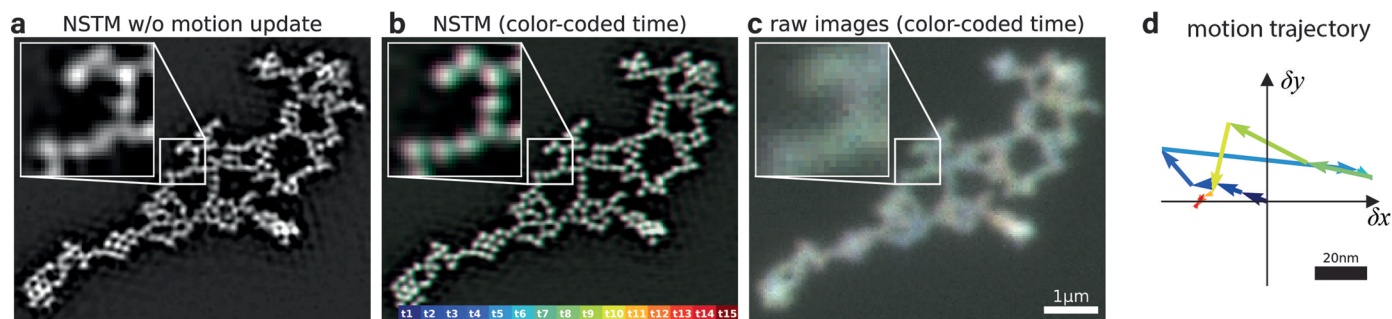 a NSTM w/o motion update
b NSTM (color-coded time)
c raw images (color-coded time)
d motion trajectory
δy
δx
20nm
t1 t2 t3 t4 t5 t6 t7 t8 t9 t10 t11 t12 t13 t14 t15
1μm